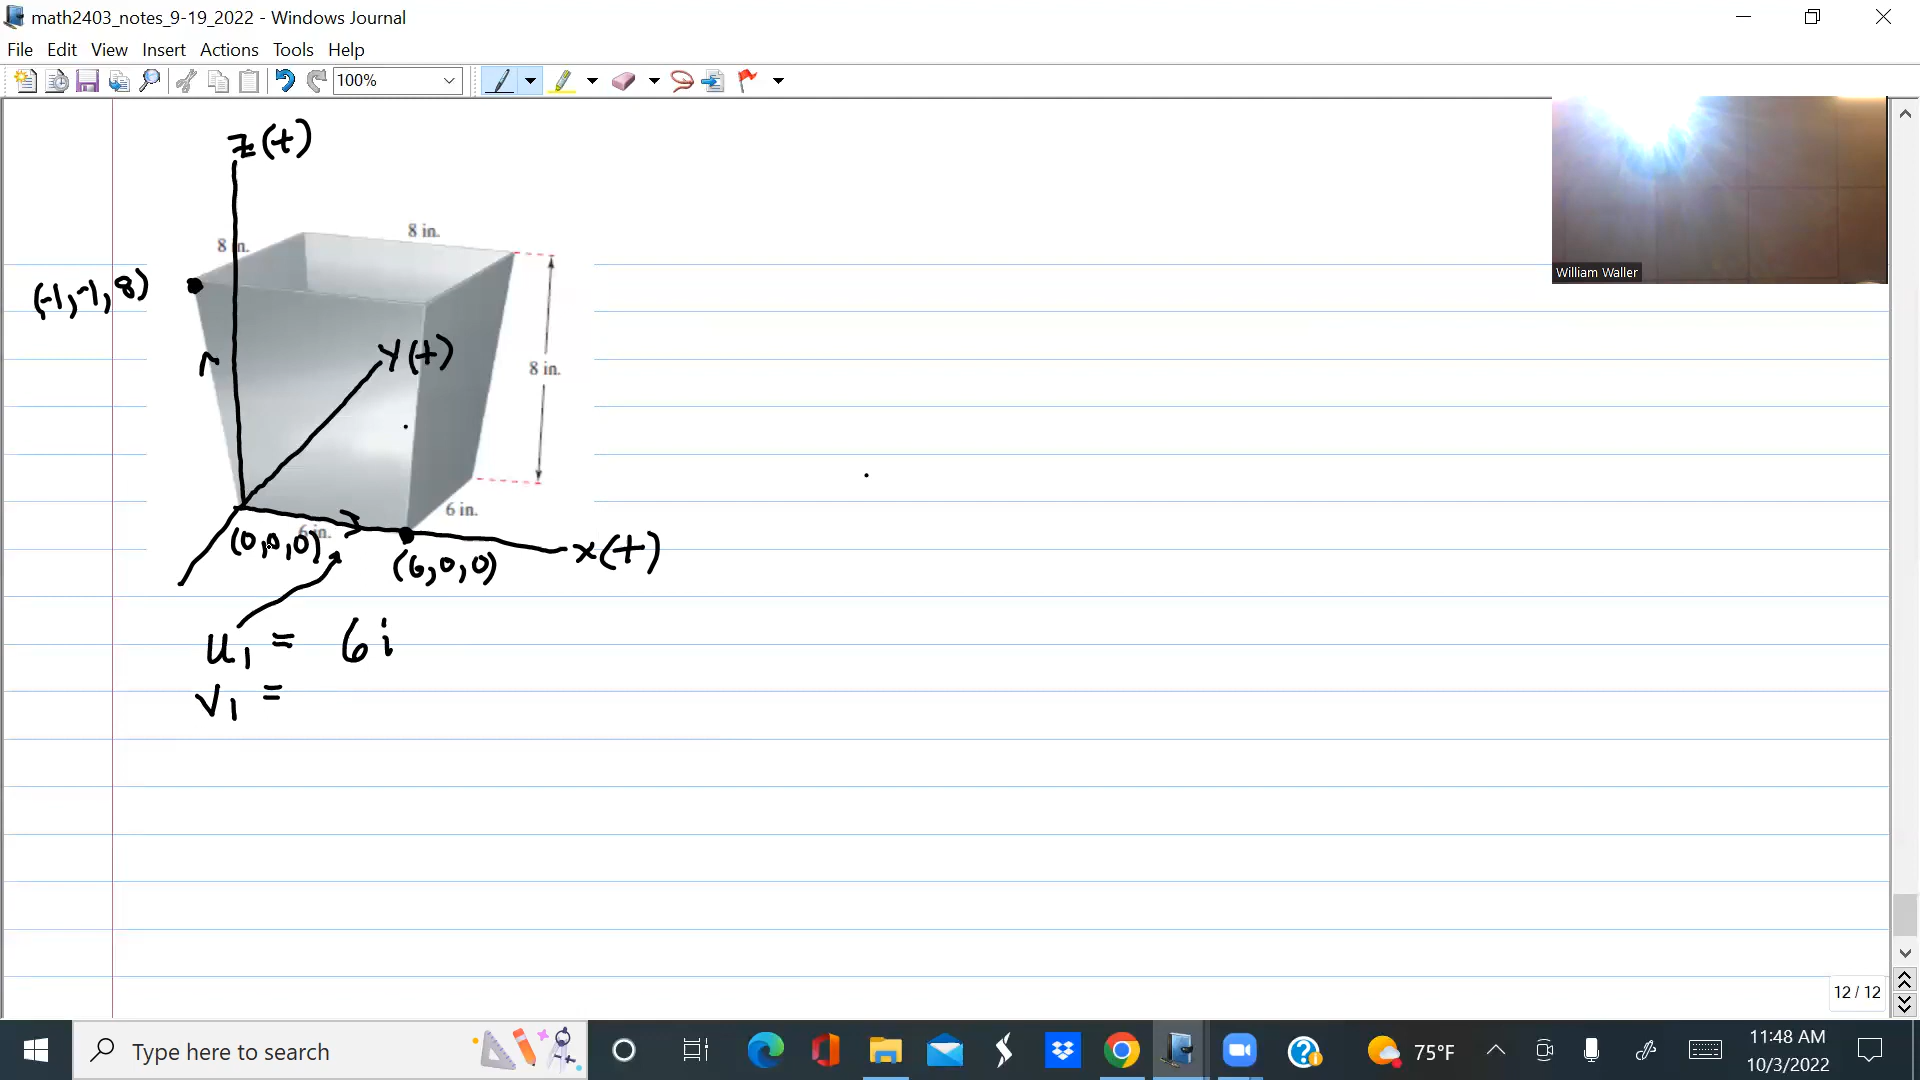 math2403_notes_9-19_2022 - Windows Journal
File Edit View Insert Actions Tools Help
100%
z(+)
8 in.
8 in.
(-1,-1,8)
William Waller
y(+)
8 in.
6 in.
6 in.
(0,0,0)
(6,0,0)
x(+)
u1 = 6i
v1 =
12 / 12
Type here to search
75°F
11:48 AM
10/3/2022